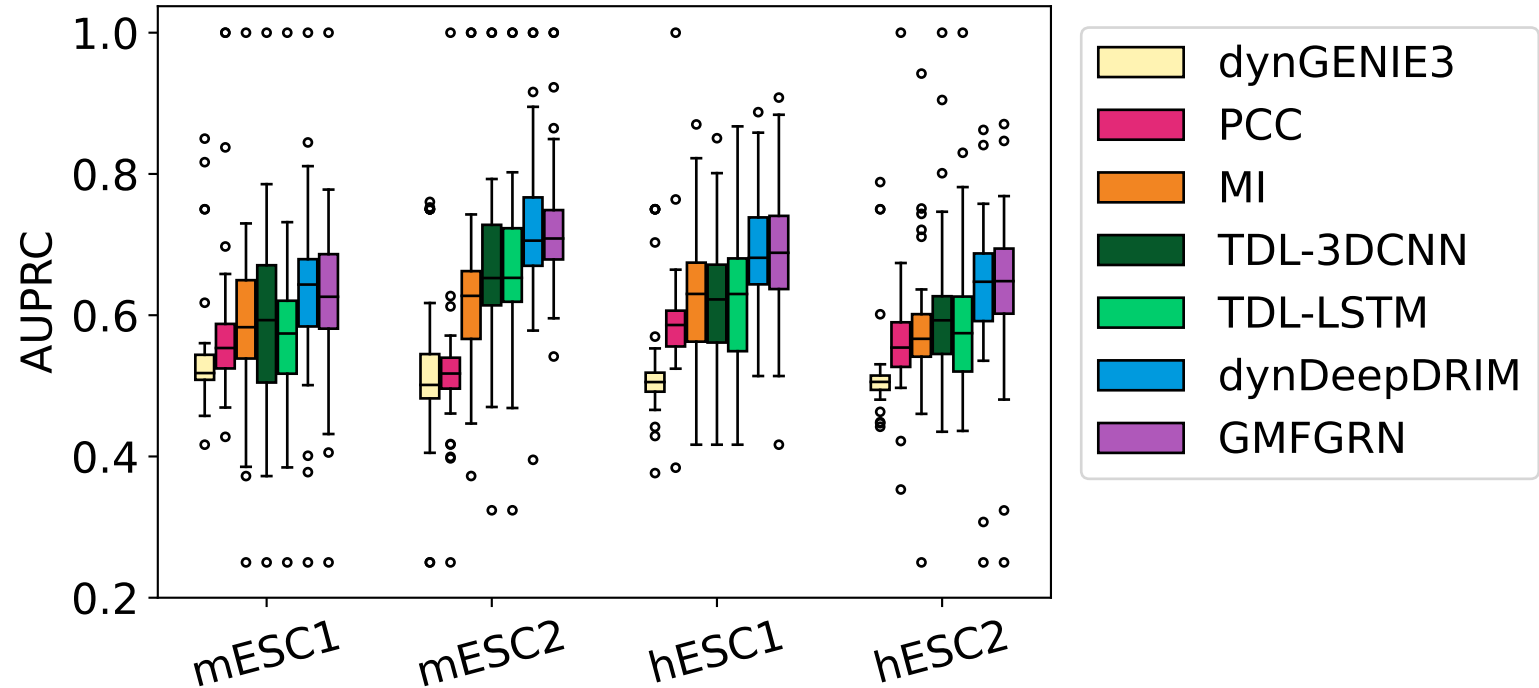 AUPRC
1.0
0.8
0.6
0.4
0.2
mESC1
mESC2
hESC1
hESC2
dynGENIE3
PCC
MI
TDL-3DCNN
TDL-LSTM
dynDeepDRIM
GMFGRN